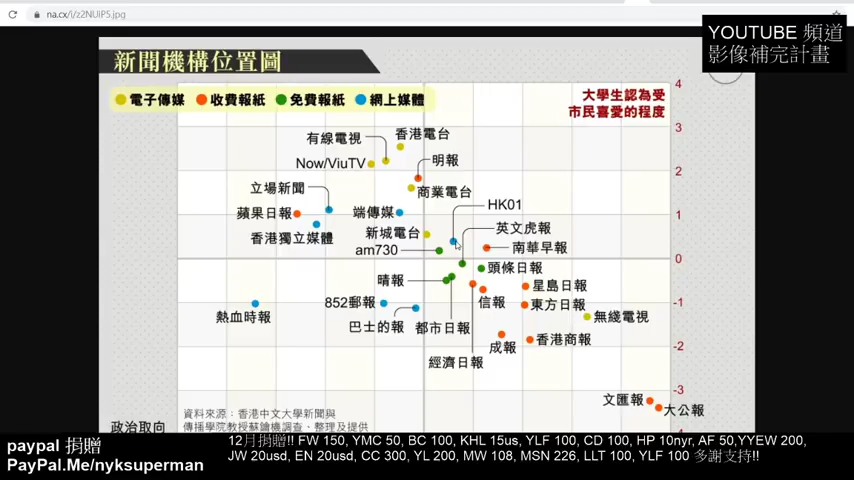 na.cx/i/z2NUiP5.jpg
YOUTUBE 頻道
影像補完計畫
新聞機構位置圖
電子傳媒 收費報紙 免費報紙 網上媒體
大學生認為受
市民喜愛的程度
4
3
2
1
0
-1
-2
-3
4
有線電視
香港電台
Now/ViuTV
明報
立場新聞
商業電台
HK01
蘋果日報
端傳媒
英文虎報
香港獨立媒體
新城電台
南華早報
am730
頭條日報
晴報
星島日報
852郵報
信報
東方日報
熱血時報
巴士的報
都市日報
無綫電視
成報
香港商報
經濟日報
文匯報
大公報
資料來源：香港中文大學新聞與
傳播學院教授蘇鑰機調查、整理及提供
政治取向
paypal 捐贈
PayPal.Me/nyksuperman
12月捐贈!! FW 150, YMC 50, BC 100, KHL 15us, YLF 100, CD 100, HP 10nyr, AF 50,YYEW 200,
JW 20usd, EN 20usd, CC 300, YL 200, MW 108, MSN 226, LLT 100, YLF 100 多謝支持!!